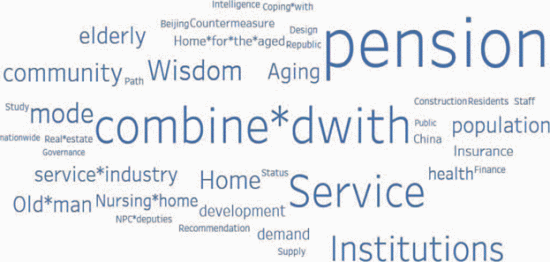 Intelligence Coping*with
Beijing Countermeasure Design
elderly Home*for*the*aged Republic pension
community Path Wisdom Aging
Study mode combine*dwith Construction Residents Staff
nationwide Real*estate Public population
Governance China Insurance
service*industry Home Status Service health Finance
Old*man Nursing*home development
NPC*deputies Recommendation demand
Supply Institutions